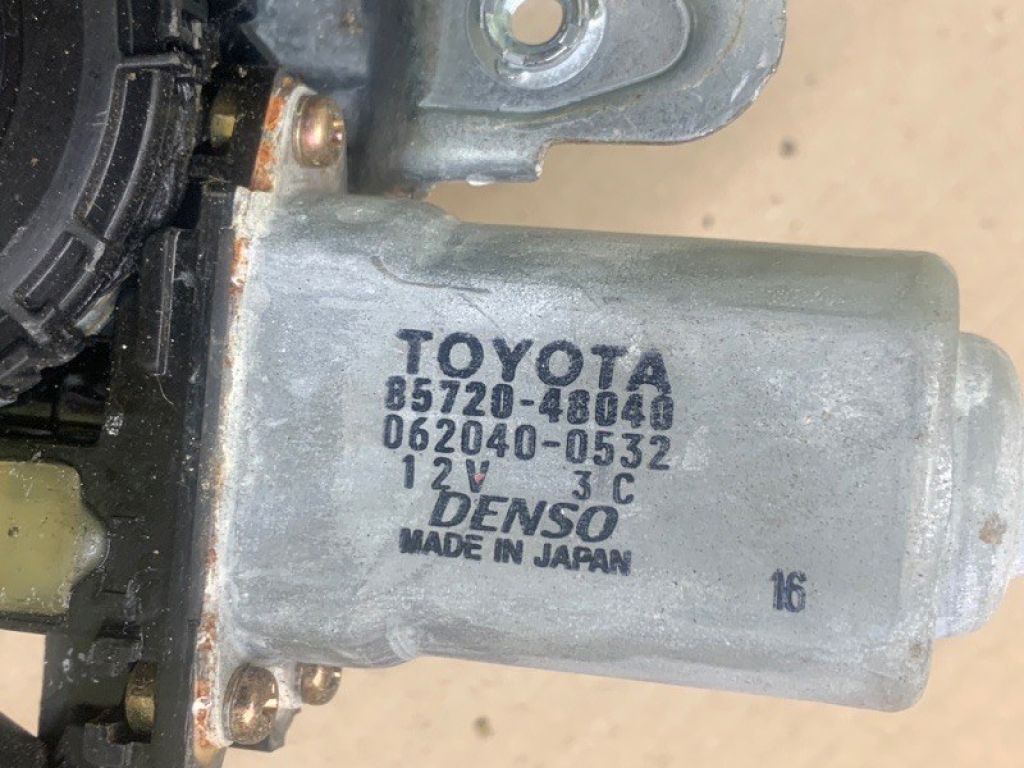 TOYOTA
85720-48040
062040-0532
12V 3C
DENSO
MADE IN JAPAN
16